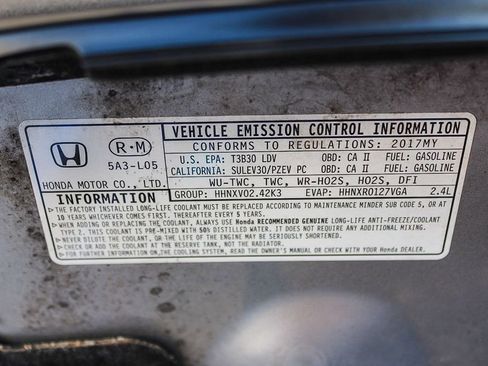 R·M
5A3-L05
HONDA MOTOR CO., LTD.
VEHICLE EMISSION CONTROL INFORMATION
CONFORMS TO REGULATIONS: 2017MY
U.S. EPA: T3B30 LDV OBD: CA II FUEL: GASOLINE
CALIFORNIA: SULEV30/PZEV PC OBD: CA II FUEL: GASOLINE
WU-TWC, TWC, WR-HO2S, HO2S, DFI
GROUP: HHNXV02.42K3 EVAP: HHNXR0127VGA 2.4L
INFORMATION
▶THE FACTORY INSTALLED LONG-LIFE COOLANT MUST BE REPLACED ACCORDING TO MAINTENANCE MINDER SUB CODE 5, OR AT
10 YEARS WHICHEVER COMES FIRST, THEREAFTER EVERY 5 YEARS.
▶WHEN ADDING OR REPLACING THE COOLANT, ALWAYS USE Honda RECOMMENDED GENUINE LONG-LIFE ANTI-FREEZE/COOLANT
TYPE 2. THIS COOLANT IS PRE-MIXED WITH 50% DISTILLED WATER. IT DOES NOT REQUIRE ANY ADDITIONAL MIXING.
▶NEVER DILUTE THE COOLANT, OR THE LIFE OF THE ENGINE MAY BE SERIOUSLY SHORTENED.
▶CHECK OR ADD THE COOLANT AT THE RESERVE TANK, NOT THE RADIATOR.
▶FOR FURTHER INFORMATION ON THE COOLING SYSTEM, READ THE OWNER'S MANUAL OR CHECK WITH AN AUTHORIZED Honda DEALER.